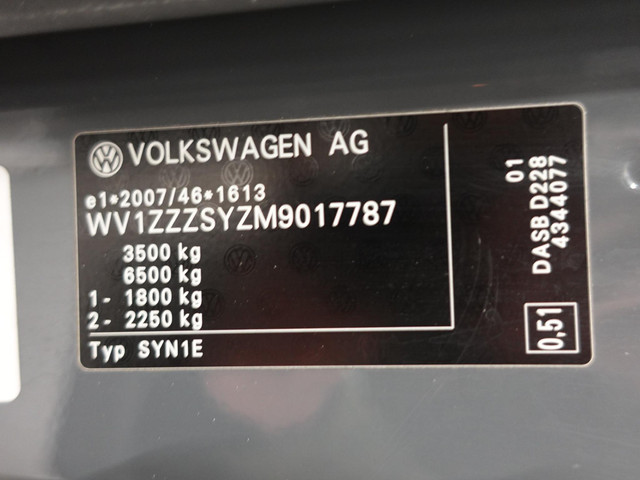 VOLKSWAGEN AG
e1*2007/46*1613
WV1ZZZSYZM9017787
3500 kg
6500 kg
1- 1800 kg
2- 2250 kg
Typ SYN1E
01
DASB D228
4344077
0,51